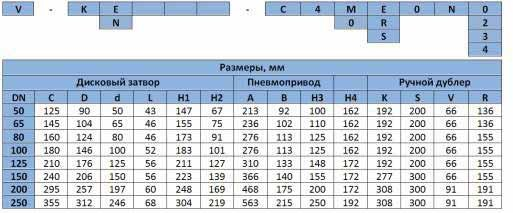 V - K E - C 4 M E 0 N 0
N 0 R 2
S 3
4
Размеры, мм
Дисковый затвор Пневмопривод Ручной дублер
DN C D d L H1 H2 A B H3 H4 K S V R
50 125 90 50 43 147 67 213 92 100 162 192 200 66 136
65 145 104 65 46 155 75 236 102 110 162 192 200 66 136
80 160 124 80 46 173 91 276 113 125 162 192 200 66 155
100 180 146 100 52 183 101 276 113 125 162 192 200 66 155
125 210 176 125 56 211 127 310 133 148 172 192 200 66 155
150 240 206 150 56 223 139 366 140 155 172 277 300 66 155
200 295 257 197 60 248 169 468 175 200 172 308 300 91 191
250 355 312 246 68 304 219 563 215 250 192 308 300 91 191